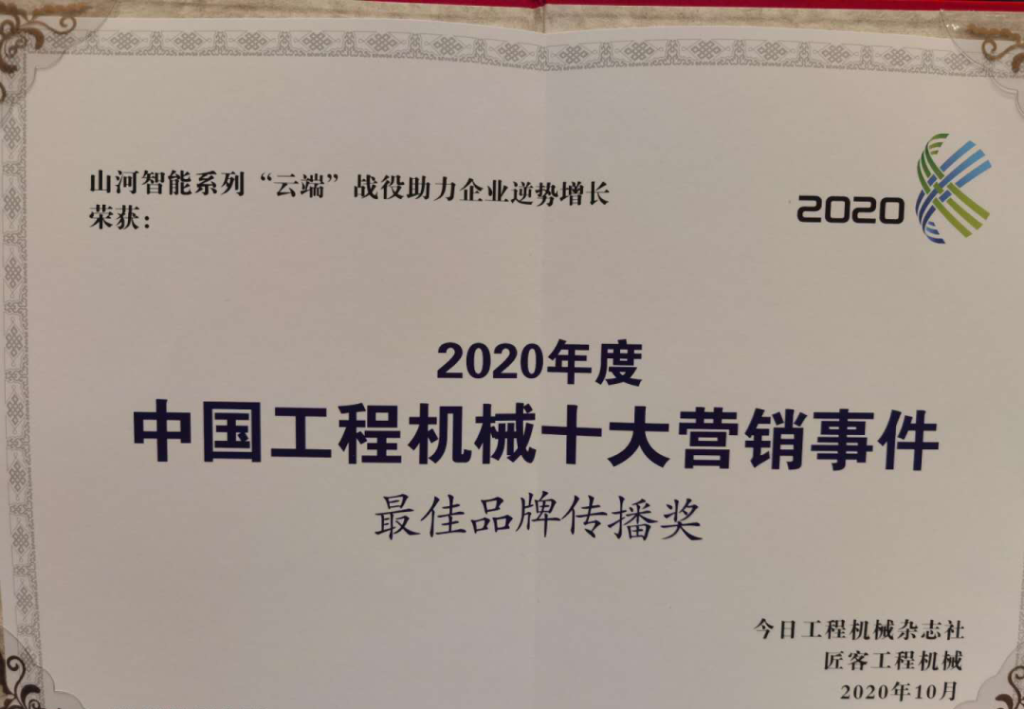 山河智能系列“云端”战役助力企业逆势增长
荣获：
2020
2020年度
中国工程机械十大营销事件
最佳品牌传播奖
今日工程机械杂志社
匠客工程机械
2020年10月